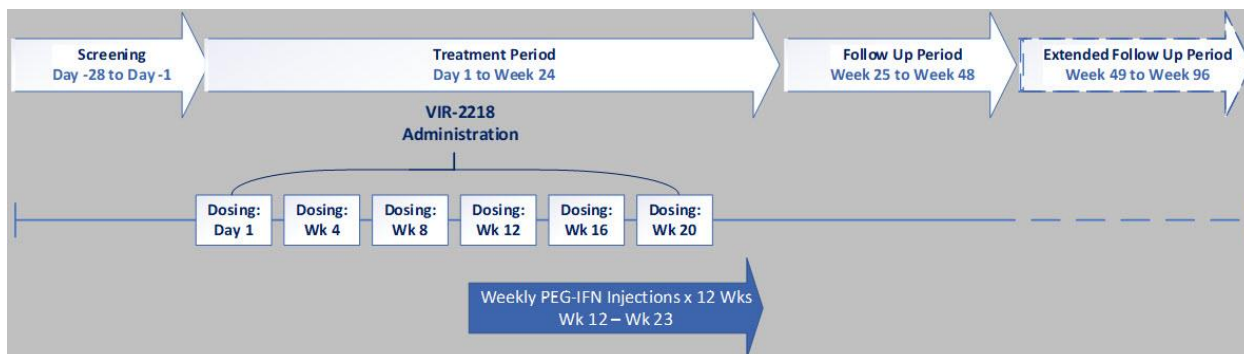 Screening
Day -28 to Day -1
Treatment Period
Day 1 to Week 24
Follow Up Period
Week 25 to Week 48
Extended Follow Up Period
Week 49 to Week 96
VIR-2218
Administration
Dosing:
Day 1
Dosing:
Wk 4
Dosing:
Wk 8
Dosing:
Wk 12
Dosing:
Wk 16
Dosing:
Wk 20
Weekly PEG-IFN Injections x 12 Wks
Wk 12 – Wk 23